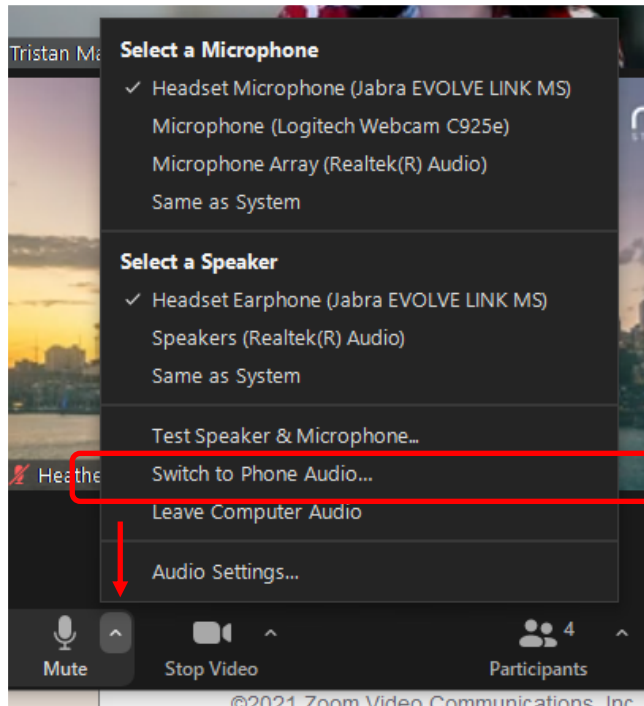 Tristan Ma
Select a Microphone
Headset Microphone (Jabra EVOLVE LINK MS)
Microphone (Logitech Webcam C925e)
Microphone Array (Realtek(R) Audio)
Same as System
Select a Speaker
Headset Earphone (Jabra EVOLVE LINK MS)
Speakers (Realtek(R) Audio)
Same as System
Test Speaker & Microphone...
Heathe
Switch to Phone Audio...
Leave Computer Audio
Audio Settings...
4
Mute
Stop Video
Participants
©2021 Zoom Video Communications, Inc.